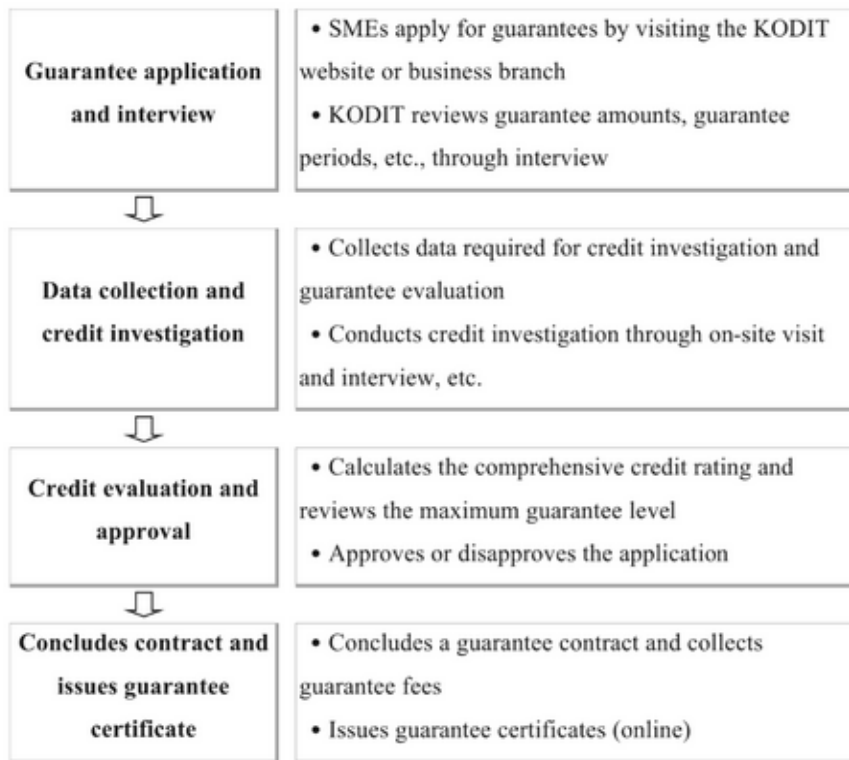 Guarantee application
and interview
• SMEs apply for guarantees by visiting the KODIT
website or business branch
• KODIT reviews guarantee amounts, guarantee
periods, etc., through interview
Data collection and
credit investigation
• Collects data required for credit investigation and
guarantee evaluation
• Conducts credit investigation through on-site visit
and interview, etc.
Credit evaluation and
approval
• Calculates the comprehensive credit rating and
reviews the maximum guarantee level
• Approves or disapproves the application
Concludes contract and
issues guarantee
certificate
• Concludes a guarantee contract and collects
guarantee fees
• Issues guarantee certificates (online)